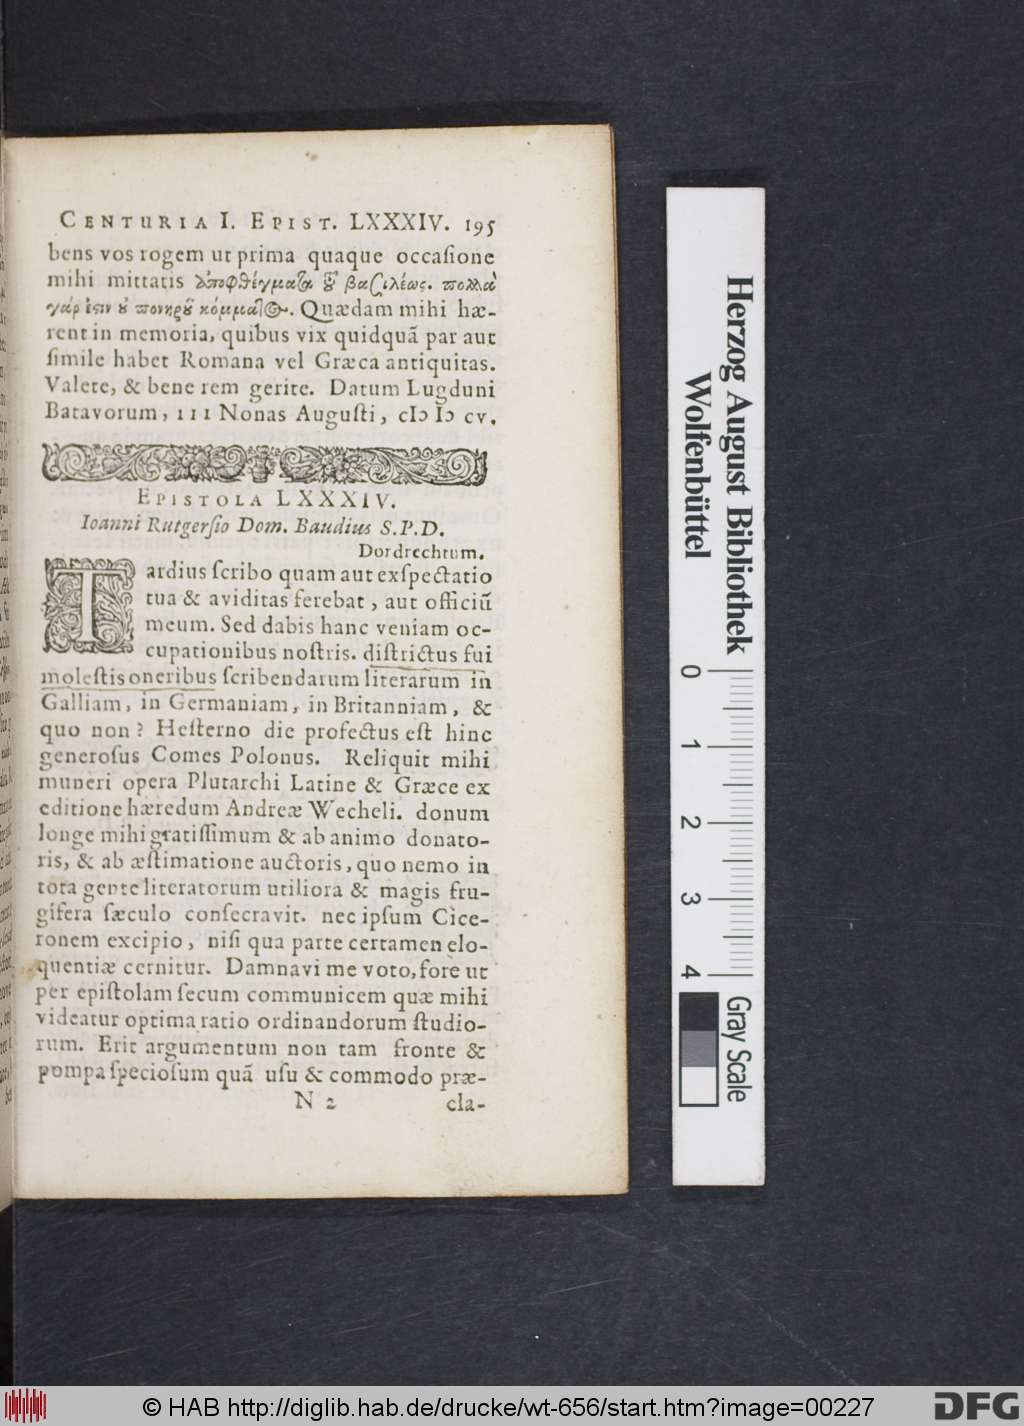 CENTURIA I. EPIST. LXXXIV. 195
bens vos rogem ut prima quaque occaſione
mihi mittatis ἀποφθέγματα τȣ͂ βασιλέως. πολλὰ
γάρ ἐϛιν ȣ̓ πονηρȣ͂ κόμματ⊙. Quædam mihi hæ-
rent in memoria, quibus vix quidquã par aut
ſimile habet Romana vel Græca antiquitas.
Valete, & bene rem gerite. Datum Lugduni
Batavorum, III Nonas Auguſti, cIↃ IↃ cv.
EPISTOLA LXXXIV.
Ioanni Rutgerſio Dom. Baudius S.P.D.
Dordrechtum.
Tardius ſcribo quam aut exſpectatio
tua & aviditas ferebat, aut officiũ
meum. Sed dabis hanc veniam oc-
cupationibus noſtris. diſtrictus fui
moleſtis oneribus ſcribendarum literarum in
Galliam, in Germaniam, in Britanniam, &
quo non? Heſterno die profectus eſt hinc
generoſus Comes Polonus. Reliquit mihi
muneri opera Plutarchi Latine & Græce ex
editione hæredum Andreæ Wecheli. donum
longe mihi gratiſſimum & ab animo donato-
ris, & ab æſtimatione auctoris, quo nemo in
tota gente literatorum utiliora & magis fru-
gifera ſæculo conſecravit. nec ipſum Cice-
ronem excipio, niſi qua parte certamen elo-
quentiæ cernitur. Damnavi me voto, fore ut
per epiſtolam ſecum communicem quæ mihi
videatur optima ratio ordinandorum ſtudio-
rum. Erit argumentum non tam fronte &
pompa ſpecioſum quã uſu & commodo præ-
N 2 cla-
Herzog August Bibliothek
Wolfenbüttel
0 1 2 3 4
Gray Scale
© HAB http://diglib.hab.de/drucke/wt-656/start.htm?image=00227
DFG